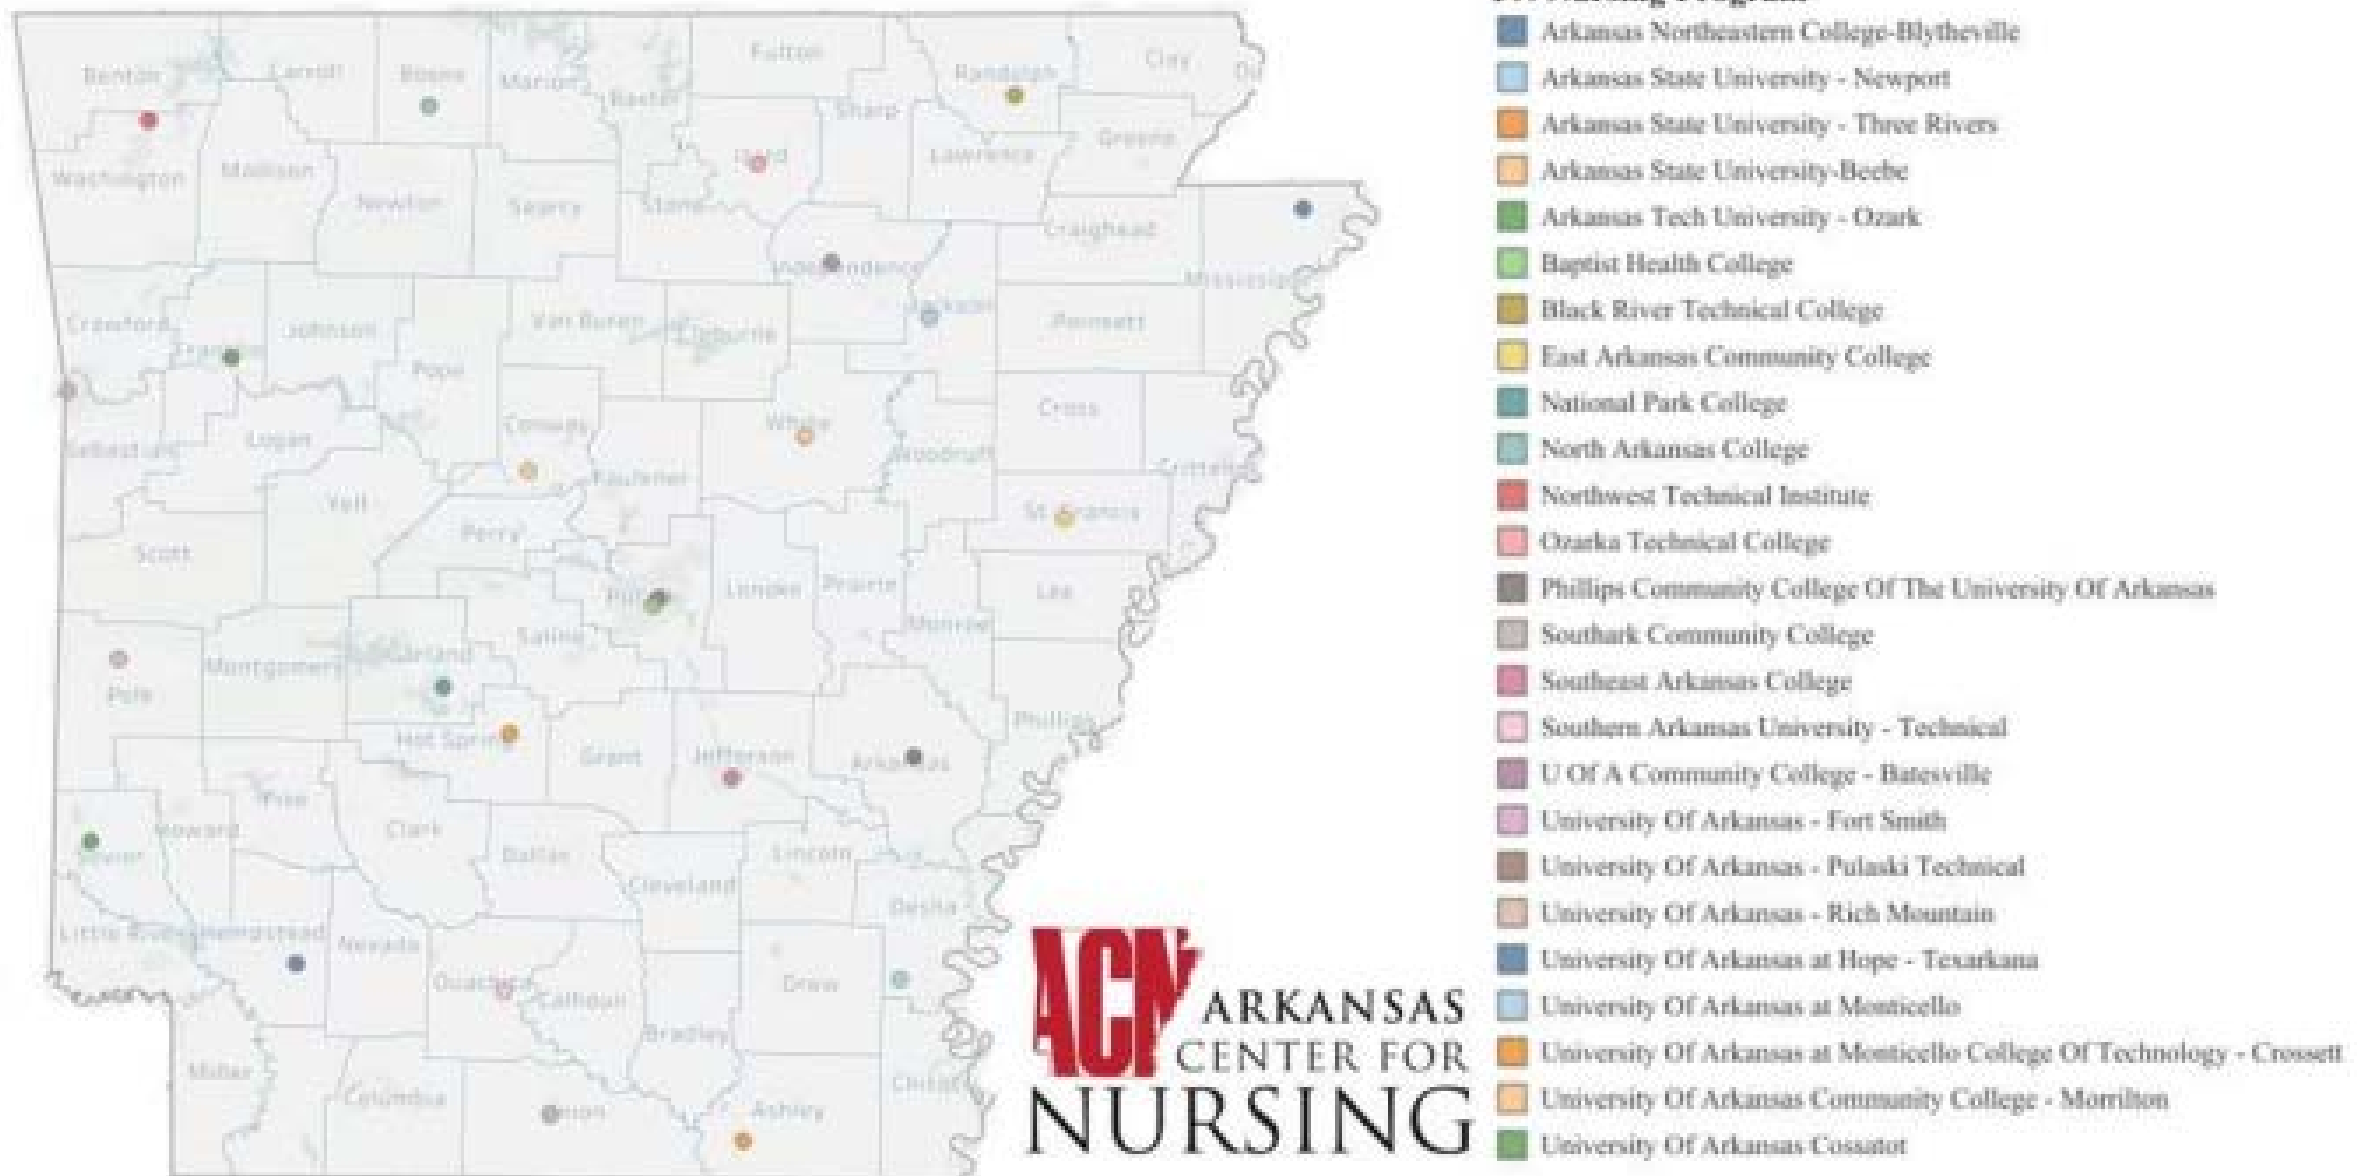 Arkansas Northeastern College-Blytheville
Arkansas State University - Newport
Arkansas State University - Three Rivers
Arkansas State University-Beebe
Arkansas Tech University - Ozark
Baptist Health College
Black River Technical College
East Arkansas Community College
National Park College
North Arkansas College
Northwest Technical Institute
Ozarka Technical College
Phillips Community College Of The University Of Arkansas
Southark Community College
Southeast Arkansas College
Southern Arkansas University - Technical
U Of A Community College - Batesville
University Of Arkansas - Fort Smith
University Of Arkansas - Pulaski Technical
University Of Arkansas - Rich Mountain
University Of Arkansas at Hope - Texarkana
University Of Arkansas at Monticello
University Of Arkansas at Monticello College Of Technology - Crossett
University Of Arkansas Community College - Morrilton
University Of Arkansas Cossatot
Benton
Carroll
Boone
Marion
Baxter
Fulton
Randolph
Clay
Sharp
Greene
Washington
Madison
Newton
Searcy
Stone
Lawrence
Craighead
Independence
Mississippi
Crawford
Johnson
Pope
Van Buren
Cleburne
Jackson
Poinsett
Sebastian
Logan
Conway
White
Woodruff
Cross
Yell
Faulkner
St Francis
Scott
Perry
Lonoke
Prairie
Lee
Monroe
Saline
Garland
Montgomery
Polk
Hot Spring
Grant
Jefferson
Arkansas
Phillips
Pike
Howard
Clark
Dallas
Lincoln
Sevier
Cleveland
Desha
Little River
Hempstead
Nevada
Ouachita
Calhoun
Drew
Bradley
Miller
Columbia
Union
Ashley
ACN
ARKANSAS
CENTER FOR
NURSING